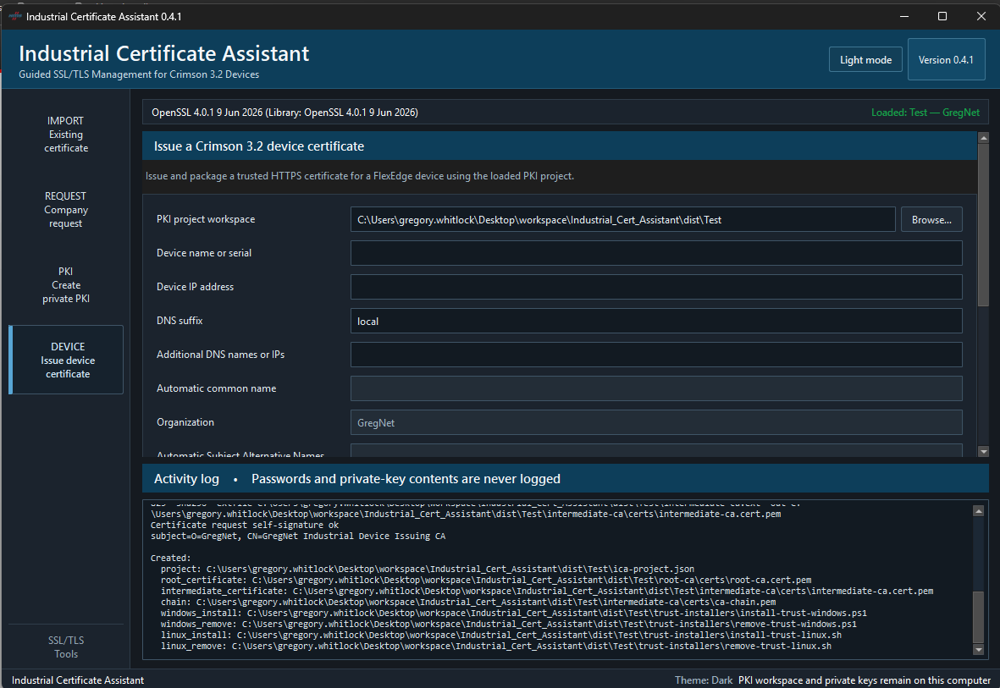 Industrial Certificate Assistant 0.4.1
Industrial Certificate Assistant
Guided SSL/TLS Management for Crimson 3.2 Devices
Light mode
Version 0.4.1
IMPORT
Existing
certificate
REQUEST
Company
request
PKI
Create
private PKI
DEVICE
Issue device
certificate
SSL/TLS
Tools
OpenSSL 4.0.1 9 Jun 2026 (Library: OpenSSL 4.0.1 9 Jun 2026)
Loaded: Test — GregNet
Issue a Crimson 3.2 device certificate
Issue and package a trusted HTTPS certificate for a FlexEdge device using the loaded PKI project.
PKI project workspace
C:\Users\gregory.whitlock\Desktop\workspace\Industrial_Cert_Assistant\dist\Test
Browse...
Device name or serial
Device IP address
DNS suffix
local
Additional DNS names or IPs
Automatic common name
Organization
GregNet
Automatic Subject Alternative Names
Activity log • Passwords and private-key contents are never logged
825 -sha256 -extfile C:\Users\gregory.whitlock\Desktop\workspace\Industrial_Cert_Assistant\dist\Test\intermediate-ca.ext -out C:
\Users\gregory.whitlock\Desktop\workspace\Industrial_Cert_Assistant\dist\Test\intermediate-ca\certs\intermediate-ca.cert.pem
Certificate request self-signature ok
subject=O=GregNet, CN=GregNet Industrial Device Issuing CA
Created:
project: C:\Users\gregory.whitlock\Desktop\workspace\Industrial_Cert_Assistant\dist\Test\ica-project.json
root_certificate: C:\Users\gregory.whitlock\Desktop\workspace\Industrial_Cert_Assistant\dist\Test\root-ca\certs\root-ca.cert.pem
intermediate_certificate: C:\Users\gregory.whitlock\Desktop\workspace\Industrial_Cert_Assistant\dist\Test\intermediate-ca\certs\intermediate-ca.cert.pem
chain: C:\Users\gregory.whitlock\Desktop\workspace\Industrial_Cert_Assistant\dist\Test\intermediate-ca\certs\ca-chain.pem
windows_install: C:\Users\gregory.whitlock\Desktop\workspace\Industrial_Cert_Assistant\dist\Test\trust-installers\install-trust-windows.ps1
windows_remove: C:\Users\gregory.whitlock\Desktop\workspace\Industrial_Cert_Assistant\dist\Test\trust-installers\remove-trust-windows.ps1
linux_install: C:\Users\gregory.whitlock\Desktop\workspace\Industrial_Cert_Assistant\dist\Test\trust-installers\install-trust-linux.sh
linux_remove: C:\Users\gregory.whitlock\Desktop\workspace\Industrial_Cert_Assistant\dist\Test\trust-installers\remove-trust-linux.sh
Industrial Certificate Assistant
Theme: Dark
PKI workspace and private keys remain on this computer